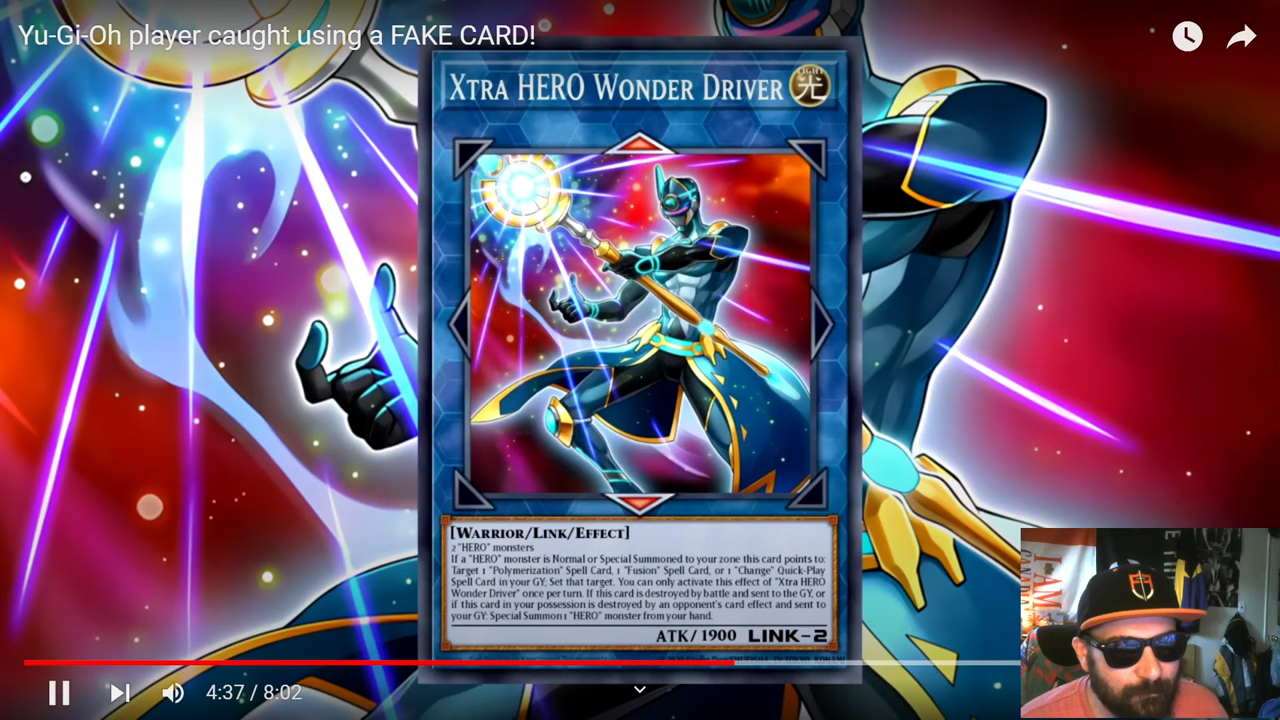 Yu-Gi-Oh player caught using a FAKE CARD!
Xtra HERO Wonder Driver
LIGHT
光
[Warrior/Link/Effect]
2 "HERO" monsters
If a "HERO" monster is Normal or Special Summoned to your zone this card points to:
Target 1 "Polymerization" Spell Card, 1 "Fusion" Spell Card, or 1 "Change" Quick-Play
Spell Card in your GY; Set that target. You can only activate this effect of "Xtra HERO
Wonder Driver" once per turn. If this card is destroyed by battle and sent to the GY, or
if this card in your possession is destroyed by an opponent's card effect and sent to
your GY: Special Summon 1 "HERO" monster from your hand.
ATK/1900 LINK-2
4:37 / 8:02
I AM